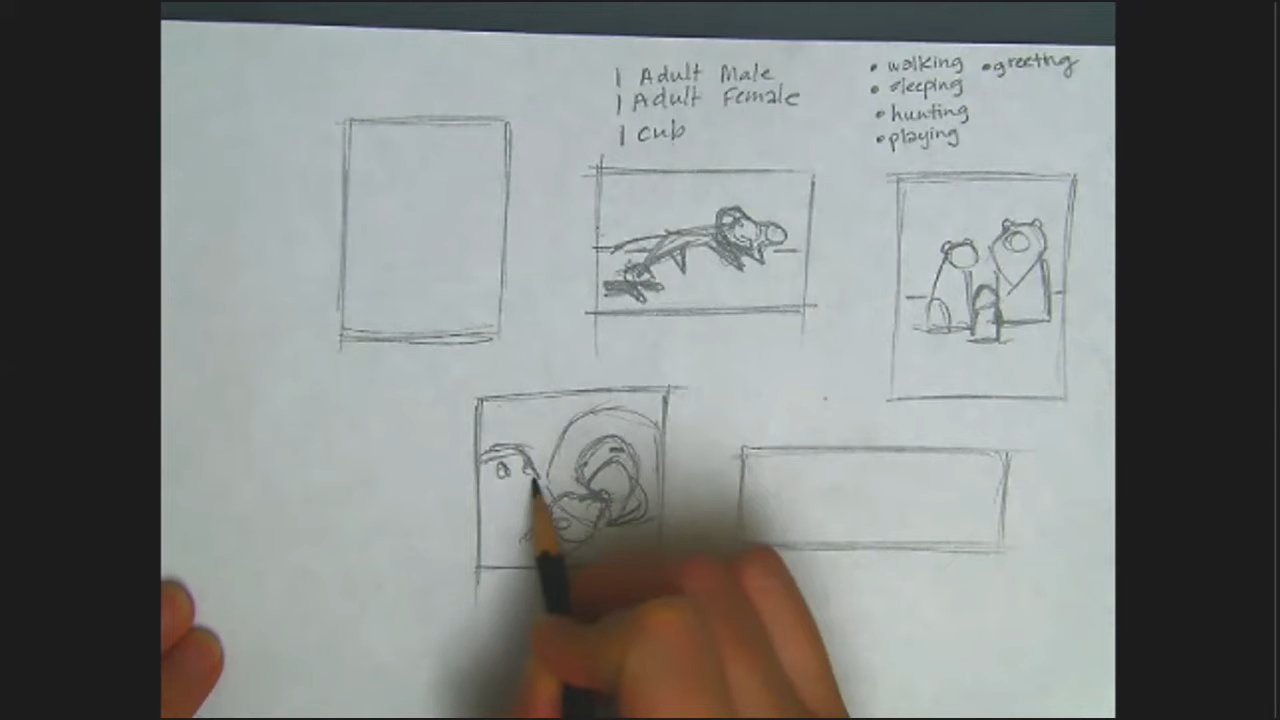 1 Adult Male
1 Adult Female
1 Cub
• walking • greeting
• sleeping
• hunting
• playing